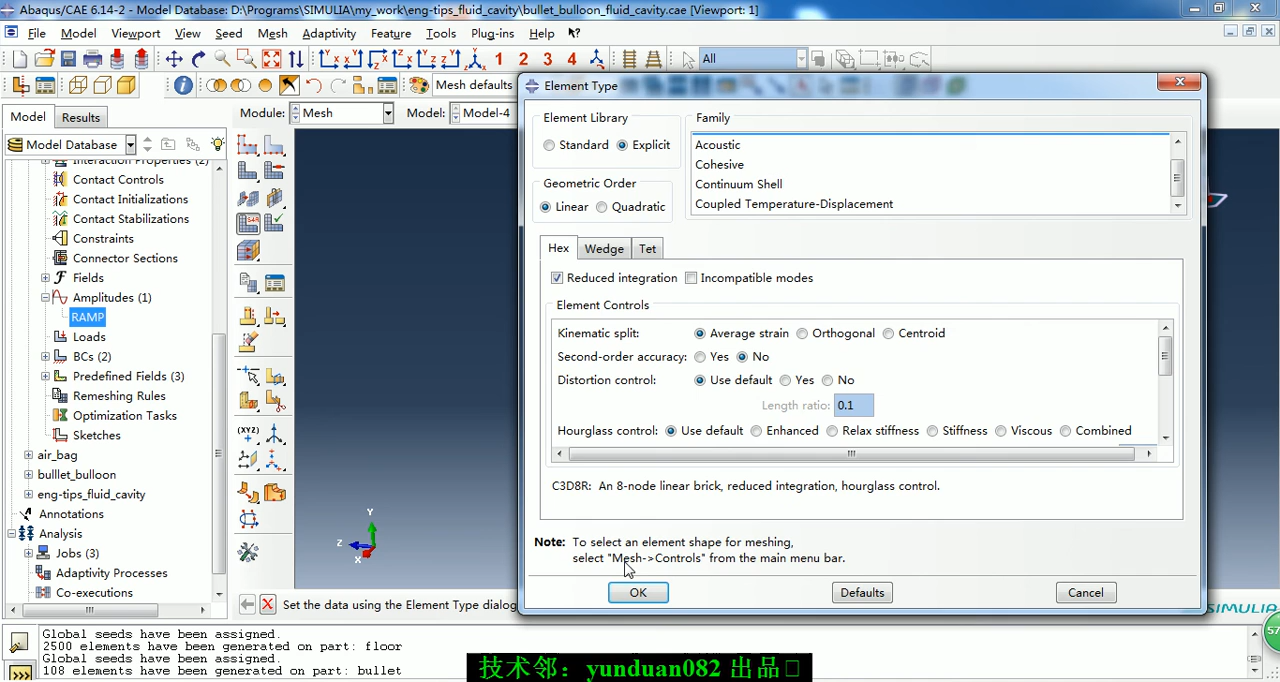 Abaqus/CAE 6.14-2 - Model Database: D:\Programs\SIMULIA\my_work\eng-tips_fluid_cavity\bullet_bulloon_fluid_cavity.cae [Viewport: 1]
File Model Viewport View Seed Mesh Adaptivity Feature Tools Plug-ins Help
1 2 3 4 All
Mesh defaults
Model Results
Module: Mesh Model: Model-4
Model Database
Interaction Properties (2)
Contact Controls
Contact Initializations
Contact Stabilizations
Constraints
Connector Sections
Fields
Amplitudes (1)
RAMP
Loads
BCs (2)
Predefined Fields (3)
Remeshing Rules
Optimization Tasks
Sketches
air_bag
bulllet_bulloon
eng-tips_fluid_cavity
Annotations
Analysis
Jobs (3)
Adaptivity Processes
Co-executions
(XYZ)
Y
Z
X
Element Type
Element Library
Standard Explicit
Geometric Order
Linear Quadratic
Family
Acoustic
Cohesive
Continuum Shell
Coupled Temperature-Displacement
Hex Wedge Tet
Reduced integration Incompatible modes
Element Controls
Kinematic split: Average strain Orthogonal Centroid
Second-order accuracy: Yes No
Distortion control: Use default Yes No
Length ratio: 0.1
Hourglass control: Use default Enhanced Relax stiffness Stiffness Viscous Combined
C3D8R: An 8-node linear brick, reduced integration, hourglass control.
Note: To select an element shape for meshing,
select "Mesh->Controls" from the main menu bar.
OK Defaults Cancel
Set the data using the Element Type dialog
SIMULIA
57
Global seeds have been assigned.
2500 elements have been generated on part: floor
Global seeds have been assigned.
108 elements have been generated on part: bullet
>>>
技术邻：yunduan082 出品